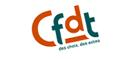 Cfdt
des choix, des actes